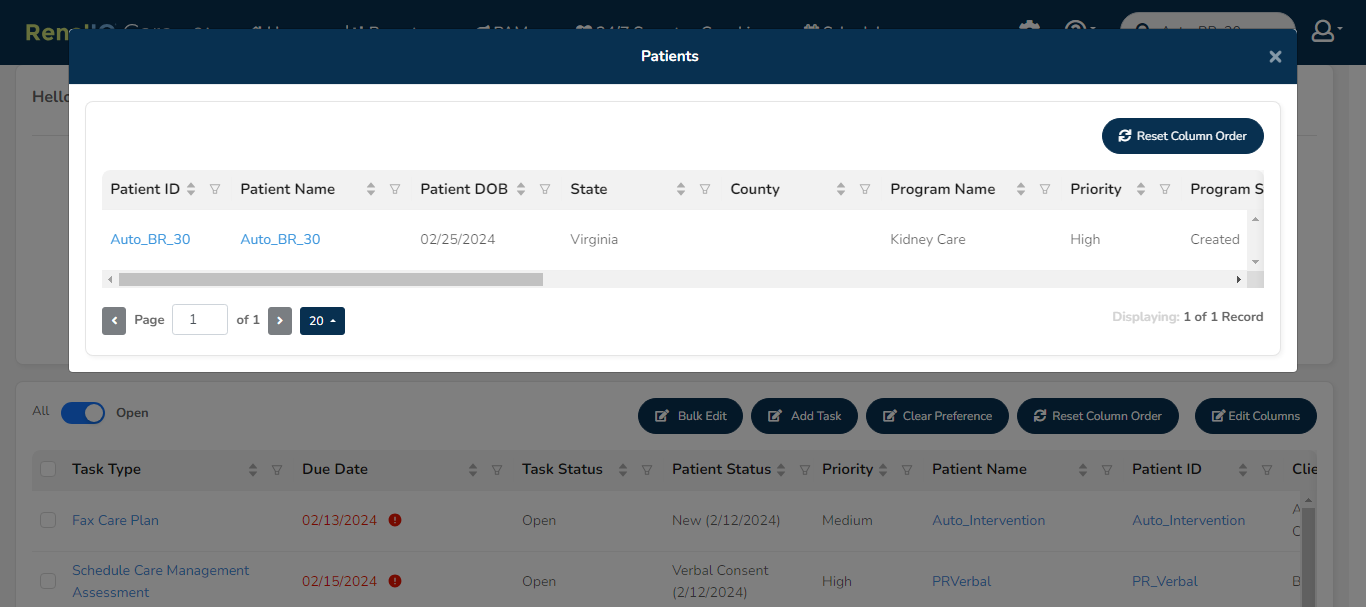 Patients
Hello
Reset Column Order
Patient ID Patient Name Patient DOB State County Program Name Priority Program S
Auto_BR_30 Auto_BR_30 02/25/2024 Virginia Kidney Care High Created
Page 1 of 1 20 Displaying: 1 of 1 Record
All Open Bulk Edit Add Task Clear Preference Reset Column Order Edit Columns
Task Type Due Date Task Status Patient Status Priority Patient Name Patient ID Clie
Fax Care Plan 02/13/2024 Open New (2/12/2024) Medium Auto_Intervention Auto_Intervention A
C
Schedule Care Management
Assessment 02/15/2024 Open Verbal Consent
(2/12/2024) High PRVerbal PR_Verbal B